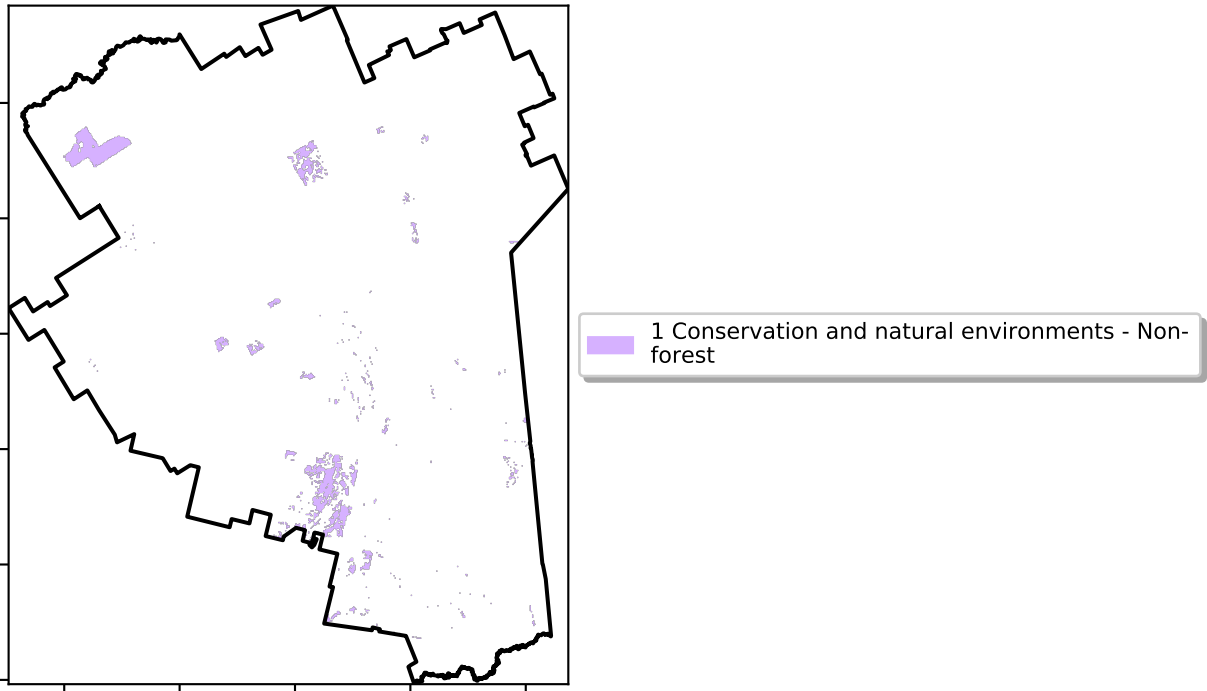 1 Conservation and natural environments - Non-
forest